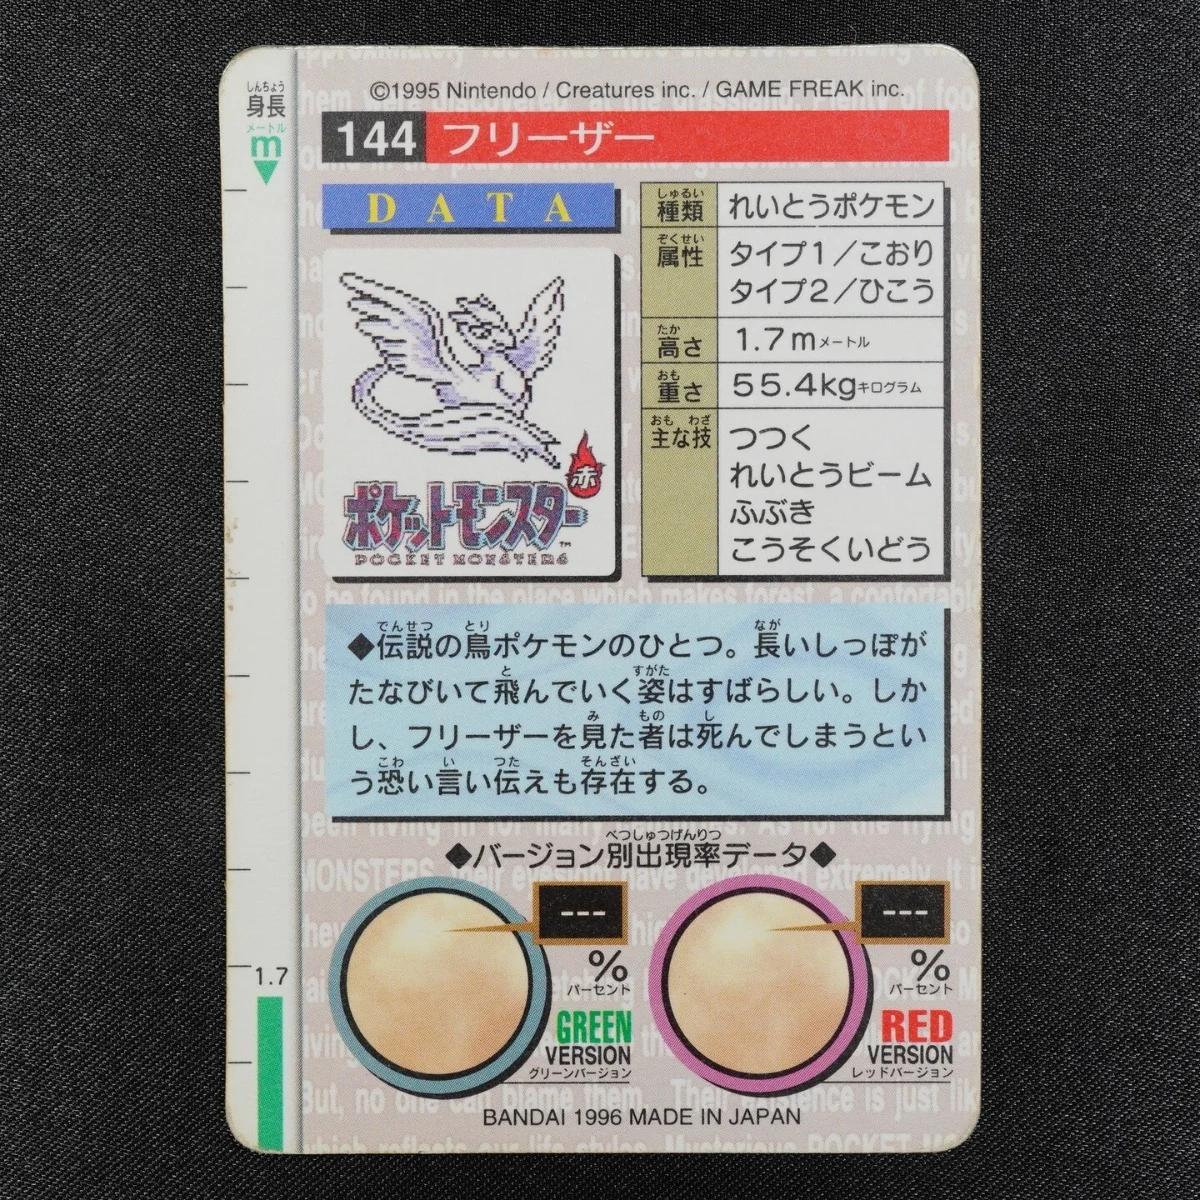 しんちょう
身長
メートル
m
1.7
©1995 Nintendo / Creatures inc. / GAME FREAK inc.
144 フリーザー
DATA
赤
ポケットモンスター
POCKET MONSTERS
しゅるい
種類 れいとうポケモン
ぞくせい
属性 タイプ1/こおり
タイプ2/ひこう
たか
高さ 1.7mメートル
おも
重さ 55.4kgキログラム
おも わざ
主な技 つつく
れいとうビーム
ふぶき
こうそくいどう
でんせつ とり なが
◆伝説の鳥ポケモンのひとつ。長いしっぽが
と すがた
たなびいて飛んでいく姿はすばらしい。しか
み もの し
し、フリーザーを見た者は死んでしまうとい
こわ い つた そんざい
う恐い言い伝えも存在する。
べつしゅつげんりつ
◆バージョン別出現率データ◆
---
%
パーセント
GREEN
VERSION
グリーンバージョン
---
%
パーセント
RED
VERSION
レッドバージョン
BANDAI 1996 MADE IN JAPAN